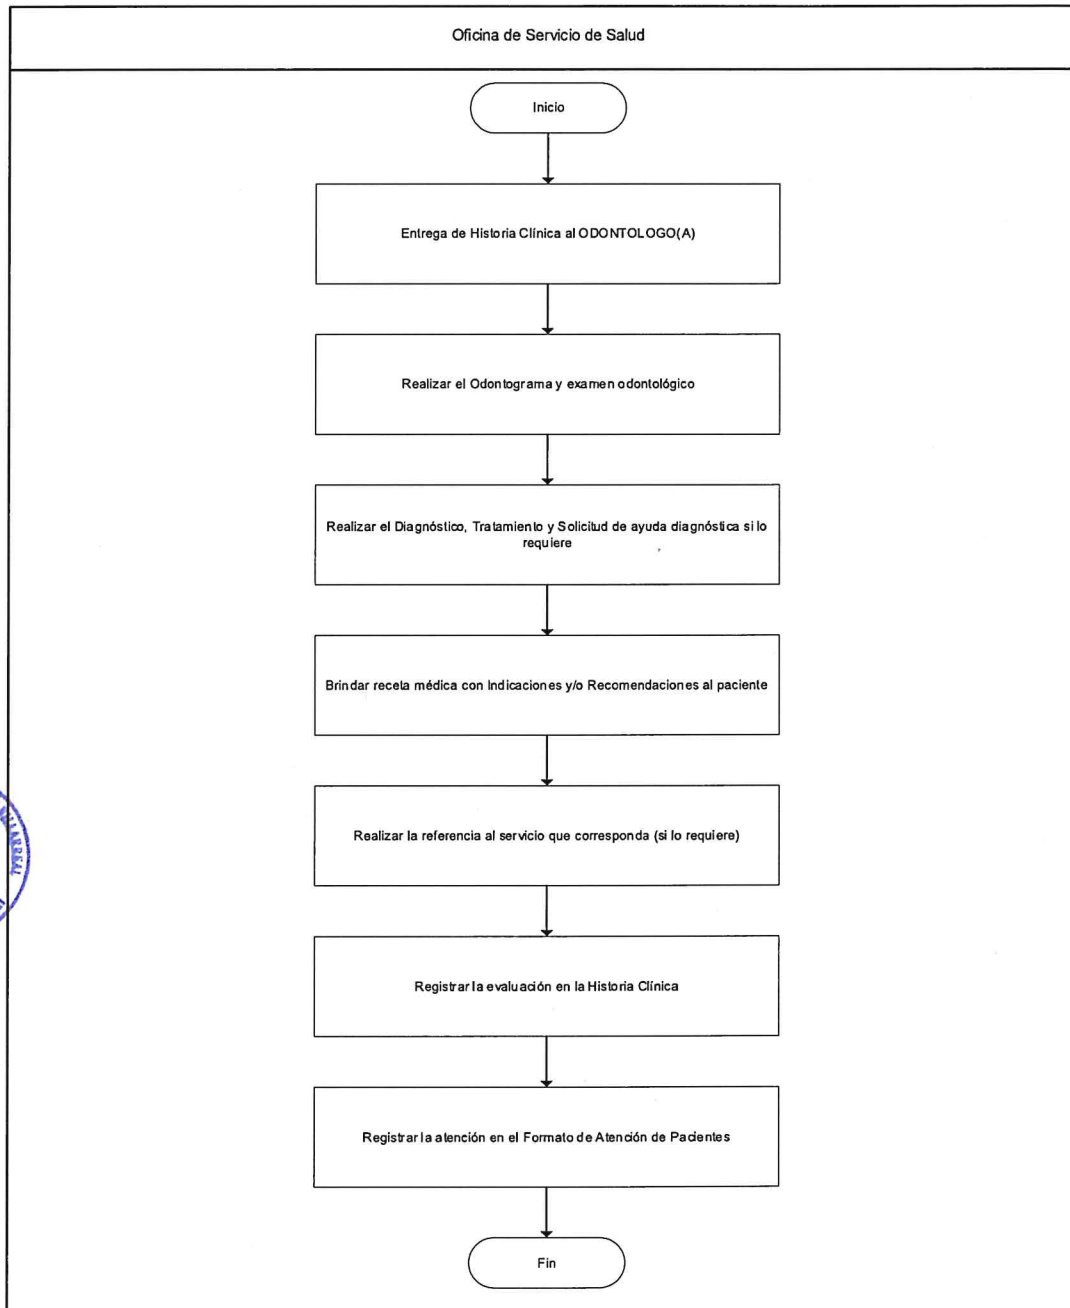 Oficina de Servicio de Salud
Inicio
Entrega de Historia Clínica al ODONTOLOGO(A)
Realizar el Odontograma y examen odontológico
Realizar el Diagnóstico, Tratamiento y Solicitud de ayuda diagnóstica si lo
requiere
Brindar receta médica con Indicaciones y/o Recomendaciones al paciente
Realizar la referencia al servicio que corresponda (si lo requiere)
VILLARREAL
Registrar la evaluación en la Historia Clínica
Registrar la atención en el Formato de Atención de Pacientes
Fin